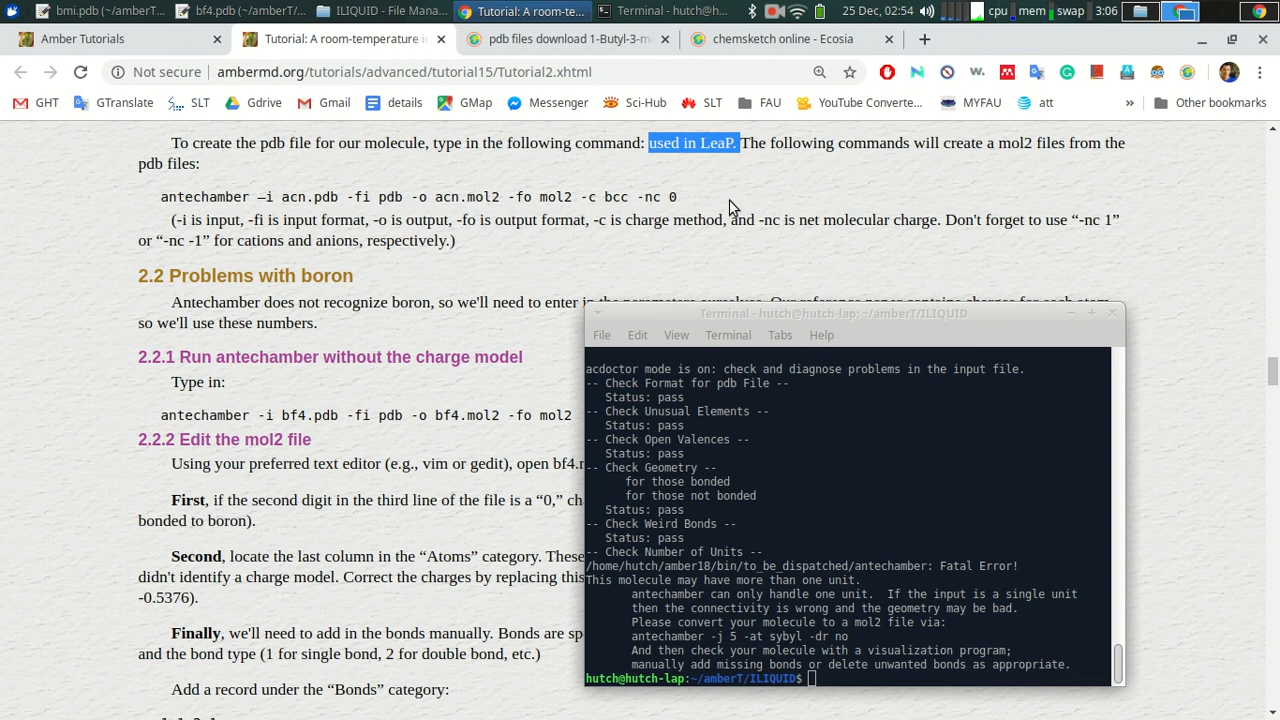 bmi.pdb (~/amberT... bf4.pdb (~/amberT/... ILIQUID - File Mana... Tutorial: A room-te... Terminal - hutch@h... 25 Dec, 02:54 cpu mem swap 3:06
Amber Tutorials Tutorial: A room-temperature ic pdb files download 1-Butyl-3-m chemsketch online - Ecosia
Not secure ambermd.org/tutorials/advanced/tutorial15/Tutorial2.xhtml
GHT GTranslate SLT Gdrive Gmail details GMap Messenger Sci-Hub SLT FAU YouTube Converte... MYFAU att » Other bookmarks
To create the pdb file for our molecule, type in the following command: used in LeaP. The following commands will create a mol2 files from the
pdb files:
antechamber –i acn.pdb -fi pdb -o acn.mol2 -fo mol2 -c bcc -nc 0
(-i is input, -fi is input format, -o is output, -fo is output format, -c is charge method, and -nc is net molecular charge. Don't forget to use “-nc 1”
or “-nc -1” for cations and anions, respectively.)
2.2 Problems with boron
Antechamber does not recognize boron, so we'll need to enter in the parameters ourselves. Our reference paper contains charges for each atom,
so we'll use these numbers.
2.2.1 Run antechamber without the charge model
Type in:
antechamber -i bf4.pdb -fi pdb -o bf4.mol2 -fo mol2
2.2.2 Edit the mol2 file
Using your preferred text editor (e.g., vim or gedit), open bf4.m
First, if the second digit in the third line of the file is a “0,” cha
bonded to boron).
Second, locate the last column in the “Atoms” category. These
didn't identify a charge model. Correct the charges by replacing this
-0.5376).
Finally, we'll need to add in the bonds manually. Bonds are spe
and the bond type (1 for single bond, 2 for double bond, etc.)
Add a record under the “Bonds” category:
Terminal - hutch@hutch-lap: ~/amberT/ILIQUID
File Edit View Terminal Tabs Help
acdoctor mode is on: check and diagnose problems in the input file.
-- Check Format for pdb File --
Status: pass
-- Check Unusual Elements --
Status: pass
-- Check Open Valences --
Status: pass
-- Check Geometry --
for those bonded
for those not bonded
Status: pass
-- Check Weird Bonds --
Status: pass
-- Check Number of Units --
/home/hutch/amber18/bin/to_be_dispatched/antechamber: Fatal Error!
This molecule may have more than one unit.
antechamber can only handle one unit. If the input is a single unit
then the connectivity is wrong and the geometry may be bad.
Please convert your molecule to a mol2 file via:
antechamber -j 5 -at sybyl -dr no
And then check your molecule with a visualization program;
manually add missing bonds or delete unwanted bonds as appropriate.
hutch@hutch-lap:~/amberT/ILIQUID$